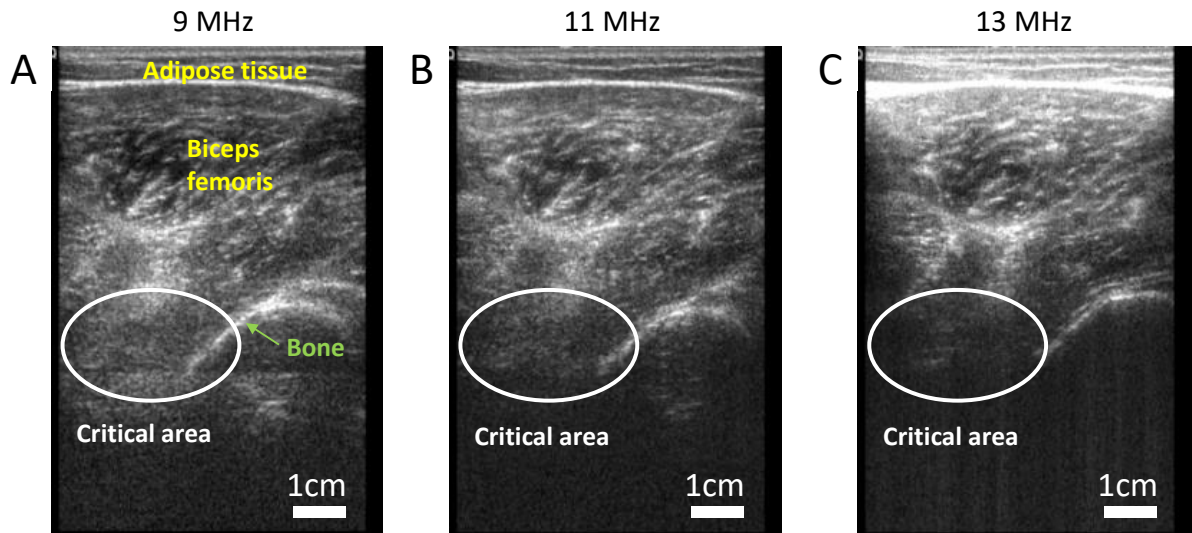 9 MHz
11 MHz
13 MHz
A
B
C
Adipose tissue
Biceps
femoris
Bone
Critical area
Critical area
Critical area
1cm
1cm
1cm